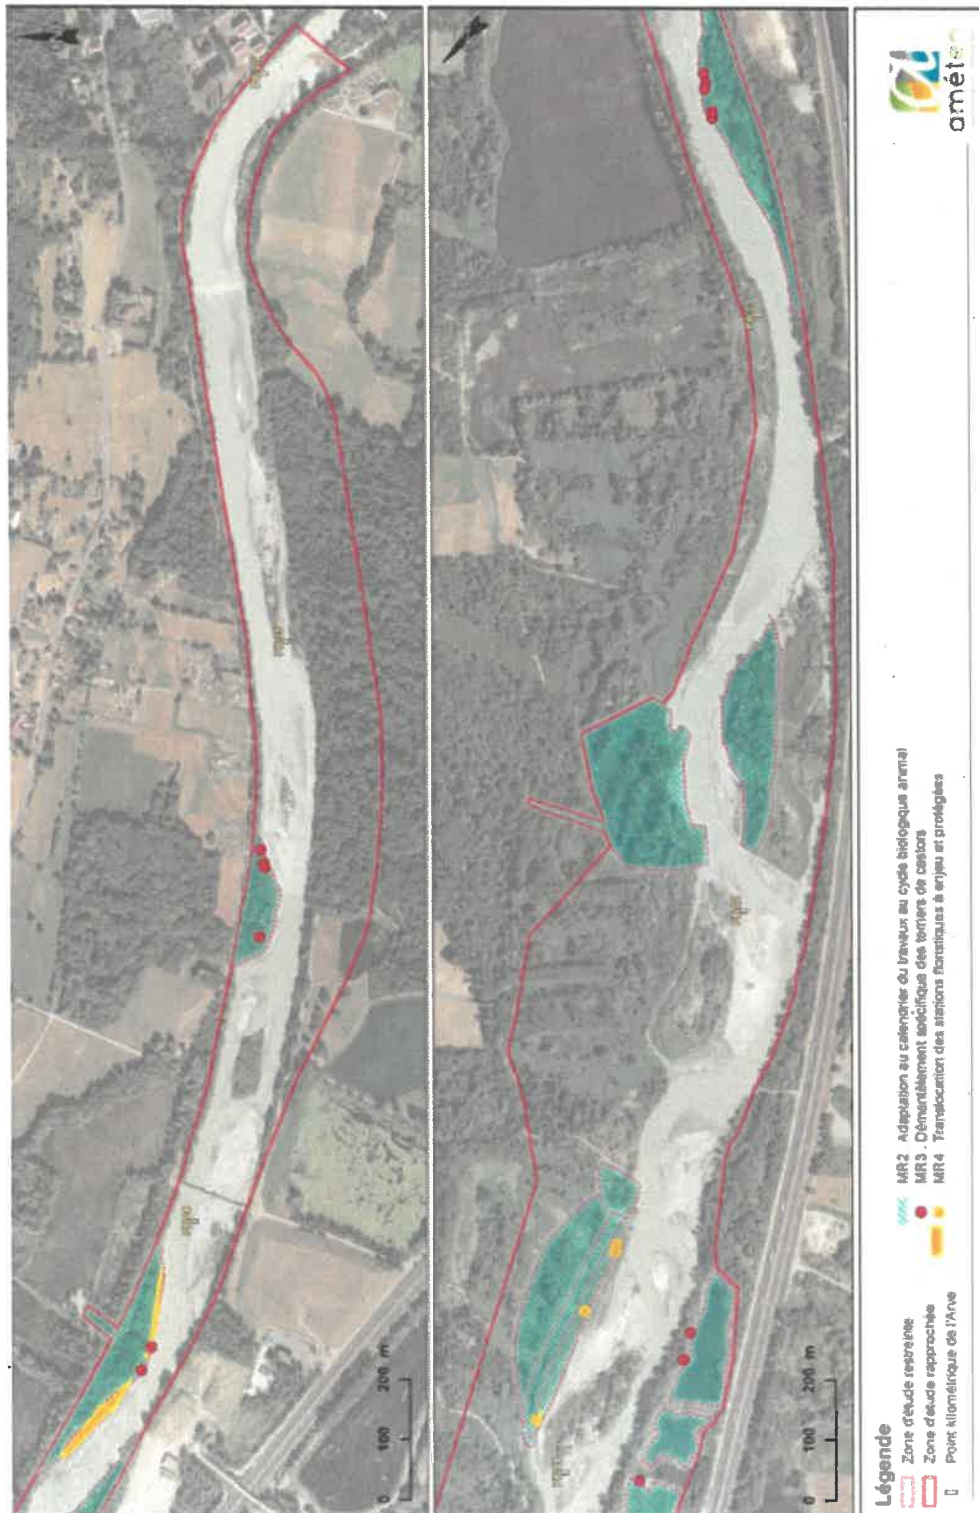 0 100 200 m
0 100 200 m
Légende
Zone d'étude restreinte
Zone d'étude rapprochée
Point kilométrique de l'Arve
MR2 Adaptation au calendrier du travaux au cycle biologique animal
MR3 . Démantèlement spécifique des terriers de castors
MR4 Translocation des stations floristiques à enjeu et protégées
améten